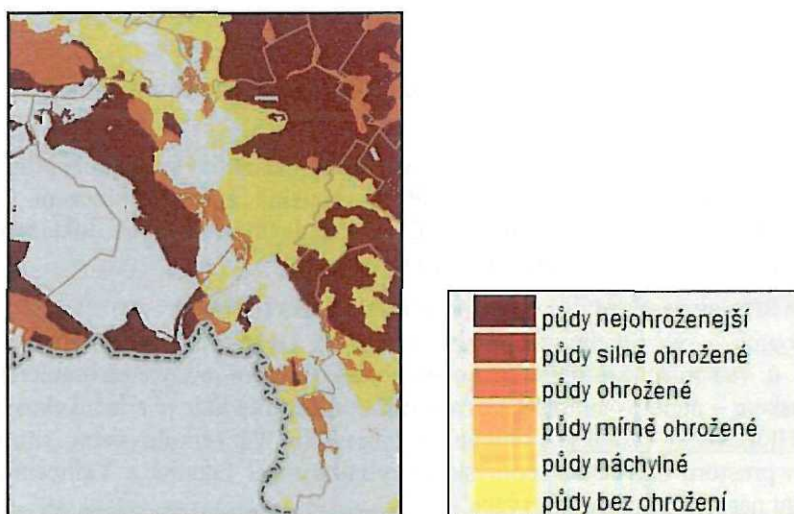 půdy nejohroženejší
půdy silně ohrožené
půdy ohrožené
půdy mírně ohrožené
půdy náchylné
půdy bez ohrožení